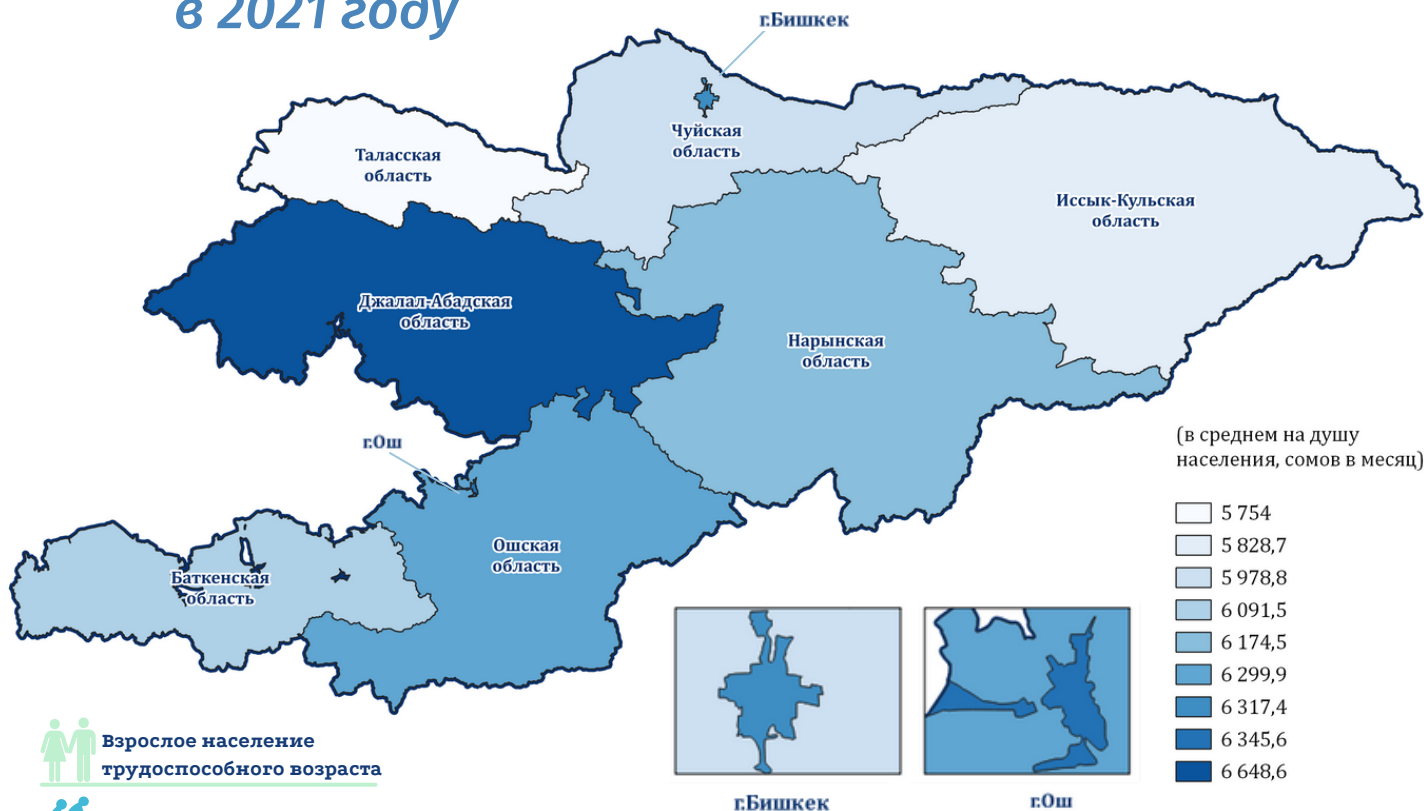 в 2021 году
г.Бишкек
Чуйская
область
Таласская
область
Иссык-Кульская
область
Джалал-Абадская
область
Нарынская
область
г.Ош
Ошская
область
Баткенская
область
(в среднем на душу
населения, сомов в месяц)
5 754
5 828,7
5 978,8
6 091,5
6 174,5
6 299,9
6 317,4
6 345,6
6 648,6
Взрослое население
трудоспособного возраста
г.Бишкек
г.Ош